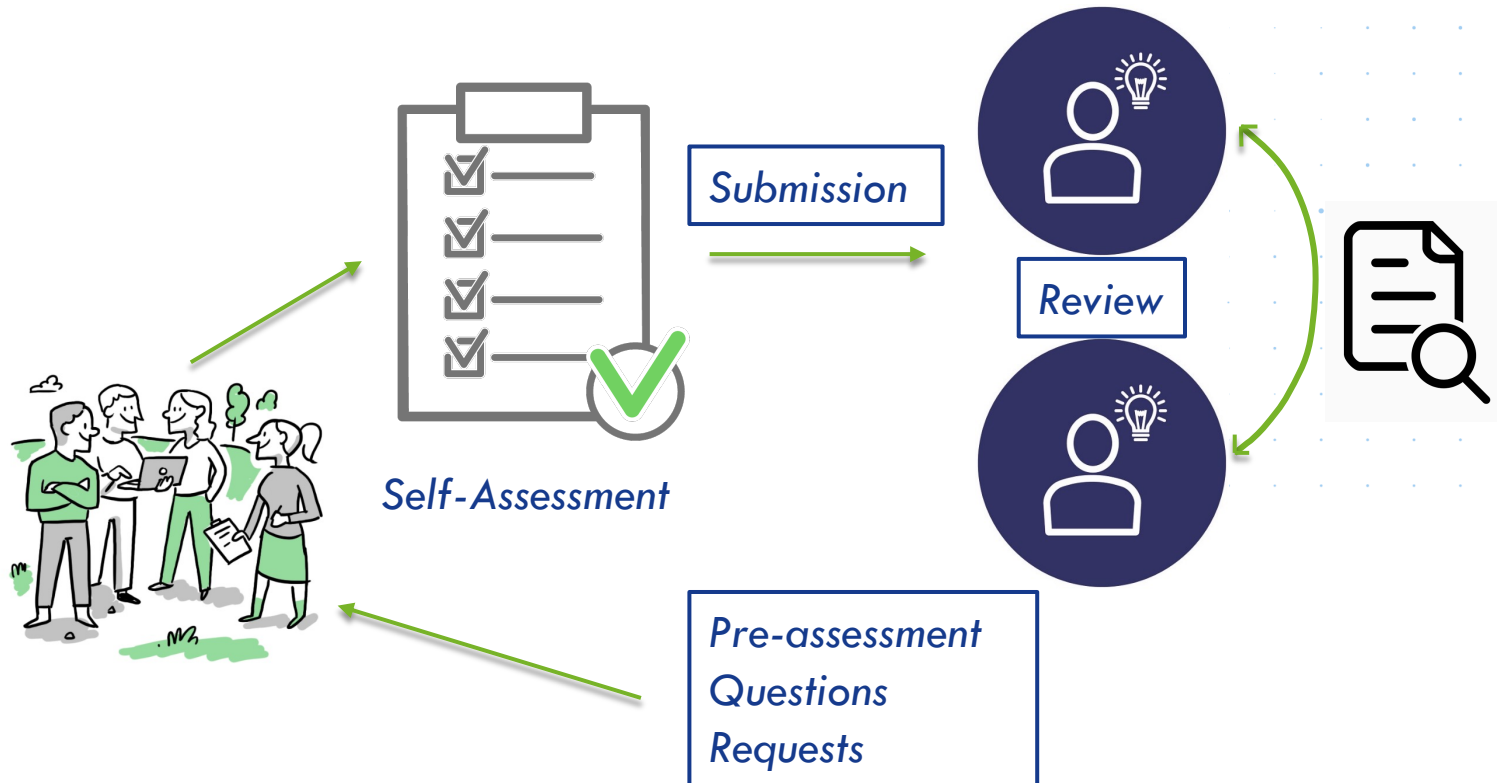 Submission
Review
Self-Assessment
Pre-assessment
Questions
Requests